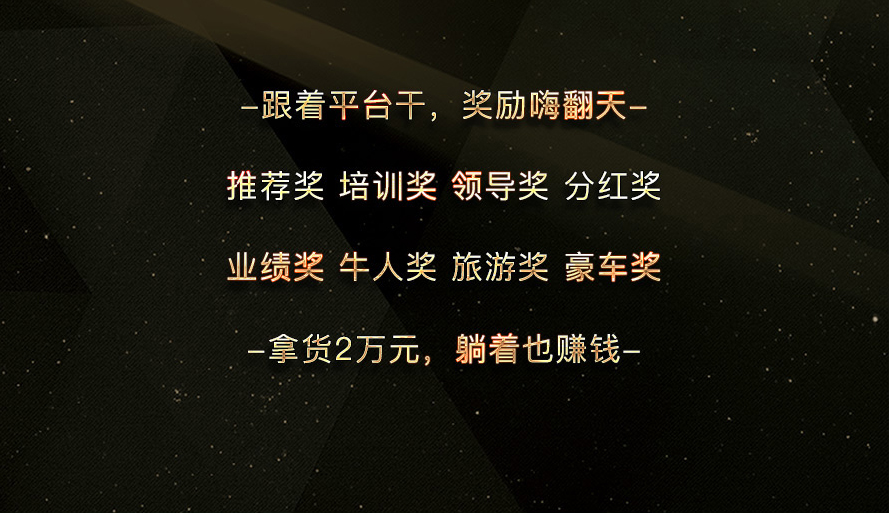 -跟着平台干，奖励嗨翻天-
推荐奖 培训奖 领导奖 分红奖
业绩奖 牛人奖 旅游奖 豪车奖
-拿货2万元，躺着也赚钱-